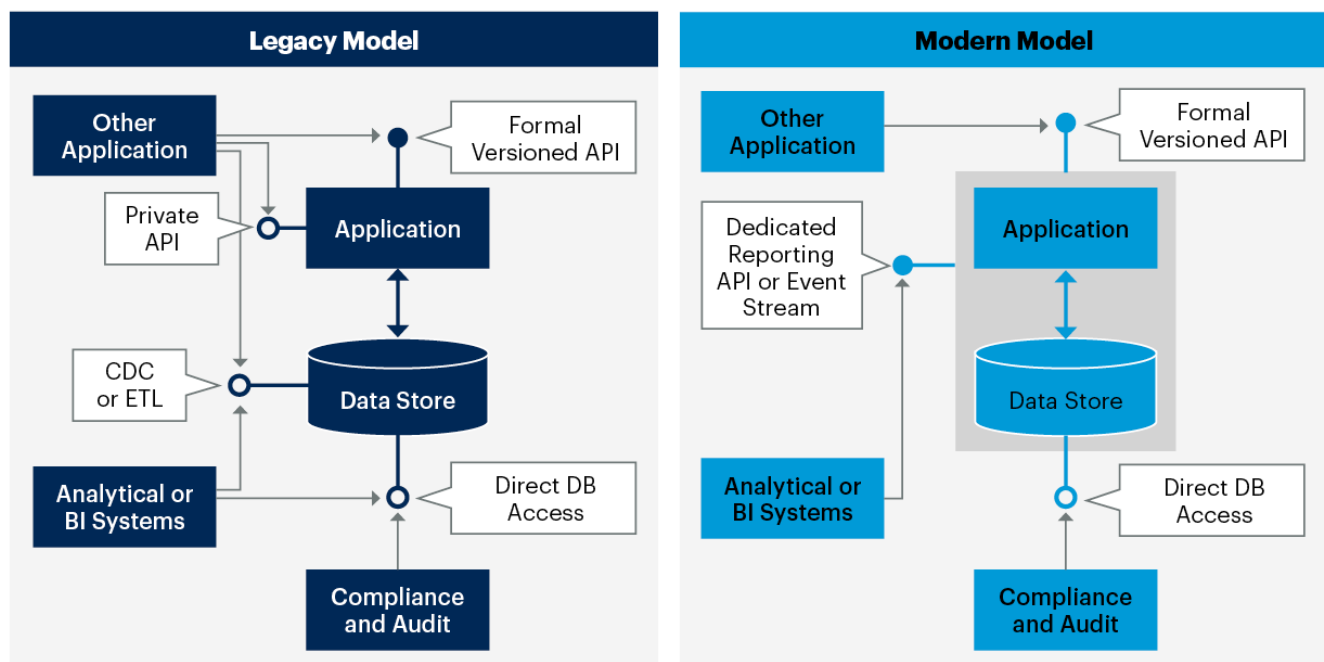 Legacy Model
Other
Application
Formal
Versioned API
Private
API
Application
CDC
or ETL
Data Store
Analytical or
BI Systems
Direct DB
Access
Compliance
and Audit
Modern Model
Other
Application
Formal
Versioned API
Dedicated
Reporting
API or Event
Stream
Application
Data Store
Analytical or
BI Systems
Direct DB
Access
Compliance
and Audit